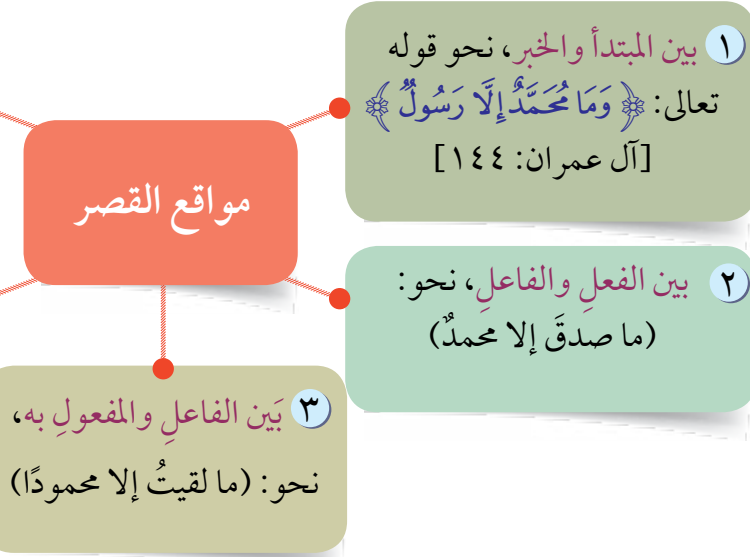 مواقع القصر
١ بين المبتدأ والخبر، نحو قوله
تعالى: ﴿ وَمَا مُحَمَّدٌ إِلَّا رَسُولٌ ﴾
[آل عمران: ١٤٤]
٢ بين الفعلِ والفاعلِ، نحو:
(ما صدقَ إلا محمدٌ)
٣ بَين الفاعلِ والمفعولِ به،
نحو: (ما لقيتُ إلا محمودًا)